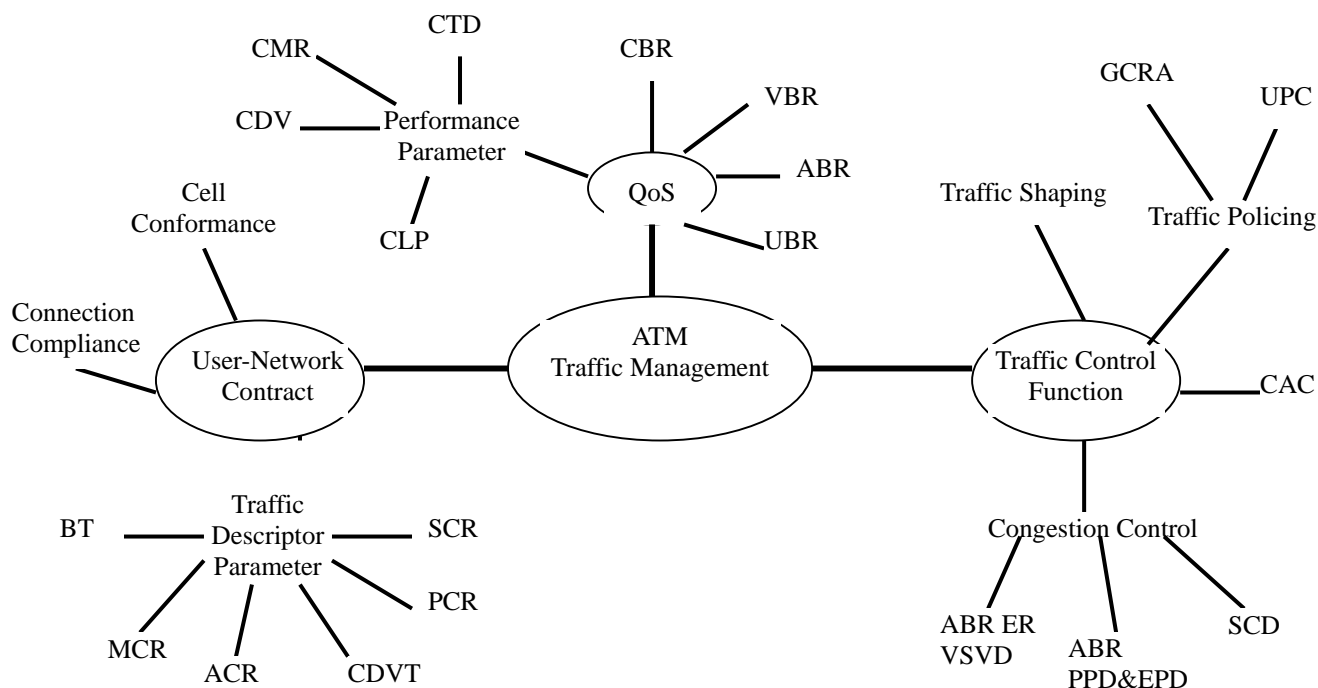 CTD
CMR
CDV
Performance
Parameter
CLP
CBR
VBR
ABR
UBR
QoS
GCRA
UPC
Traffic Shaping
Traffic Policing
Cell
Conformance
Connection
Compliance
User-Network
Contract
ATM
Traffic Management
Traffic Control
Function
CAC
Traffic
Descriptor
Parameter
BT
SCR
PCR
MCR
ACR
CDVT
Congestion Control
ABR ER
VSVD
ABR
PPD&EPD
SCD